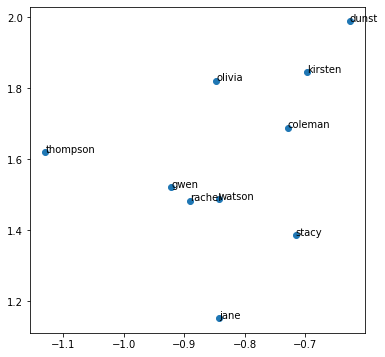 dunst
2.0
kirsten
olivia
1.8
coleman
thompson
1.6
gwen
rachel
watson
1.4
stacy
1.2
jane
−1.1
−1.0
−0.9
−0.8
−0.7